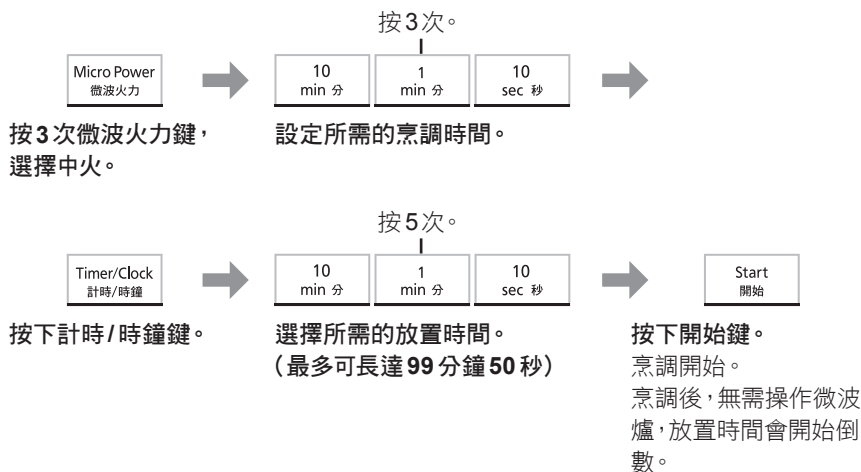 按3次。
Micro Power
微波火力
10
min 分
1
min 分
10
sec 秒
按3次微波火力鍵，
選擇中火。
設定所需的烹調時間。
按5次。
Timer/Clock
計時/時鐘
10
min 分
1
min 分
10
sec 秒
Start
開始
按下計時/時鐘鍵。
選擇所需的放置時間。
（最多可長達99分鐘50秒）
按下開始鍵。
烹調開始。
烹調後，無需操作微波
爐，放置時間會開始倒
數。